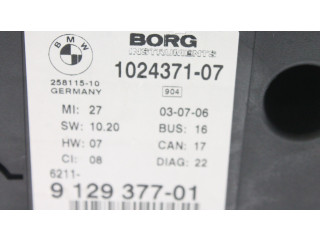 BMW
BORG
INSTRUMENTS
258115-10
GERMANY
1024371-07
904
MI: 27
03-07-06
SW: 10.20
BUS: 16
HW: 07
CAN: 17
CI: 08
DIAG: 22
6211-
9 129 377-01